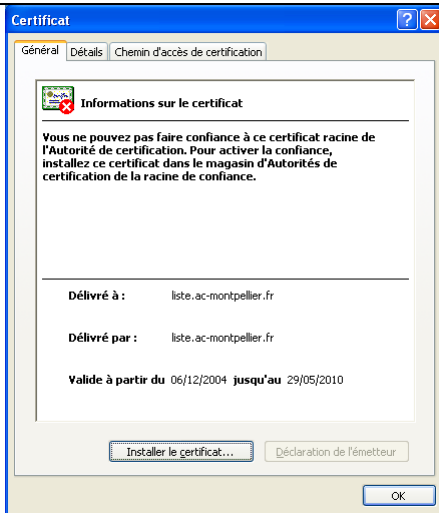 Certificat
Général Détails Chemin d'accès de certification
Informations sur le certificat
Vous ne pouvez pas faire confiance à ce certificat racine de
l'Autorité de certification. Pour activer la confiance,
installez ce certificat dans le magasin d'Autorités de
certification de la racine de confiance.
Délivré à : liste.ac-montpellier.fr
Délivré par : liste.ac-montpellier.fr
Valide à partir du 06/12/2004 jusqu'au 29/05/2010
Installer le certificat... Déclaration de l'émetteur
OK